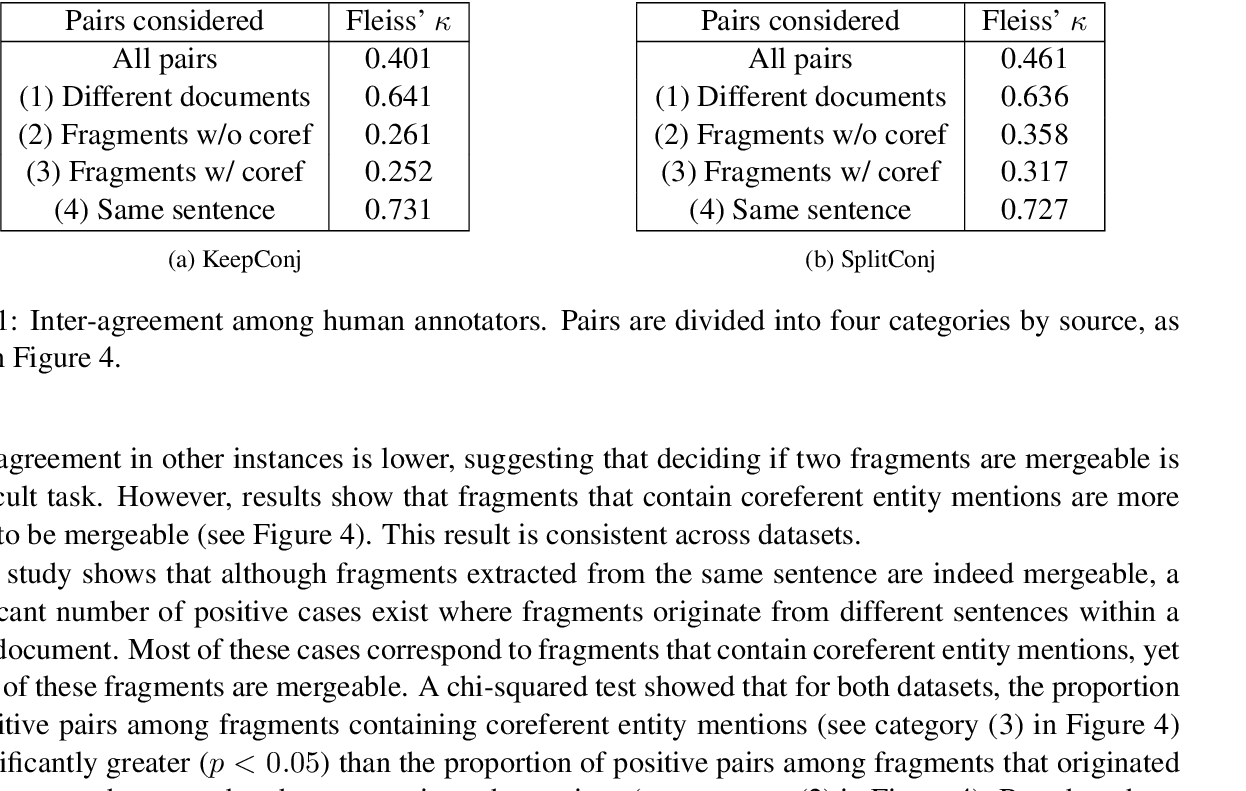 Pairs considered Fleiss' κ
All pairs 0.401
(1) Different documents 0.641
(2) Fragments w/o coref 0.261
(3) Fragments w/ coref 0.252
(4) Same sentence 0.731
(a) KeepConj
Pairs considered Fleiss' κ
All pairs 0.461
(1) Different documents 0.636
(2) Fragments w/o coref 0.358
(3) Fragments w/ coref 0.317
(4) Same sentence 0.727
(b) SplitConj
1: Inter-agreement among human annotators. Pairs are divided into four categories by source, as
Figure 4.
agreement in other instances is lower, suggesting that deciding if two fragments are mergeable is
cult task. However, results show that fragments that contain coreferent entity mentions are more
to be mergeable (see Figure 4). This result is consistent across datasets.
study shows that although fragments extracted from the same sentence are indeed mergeable, a
cant number of positive cases exist where fragments originate from different sentences within a
document. Most of these cases correspond to fragments that contain coreferent entity mentions, yet
of these fragments are mergeable. A chi-squared test showed that for both datasets, the proportion
itive pairs among fragments containing coreferent entity mentions (see category (3) in Figure 4)
ificantly greater (p < 0.05) than the proportion of positive pairs among fragments that originated